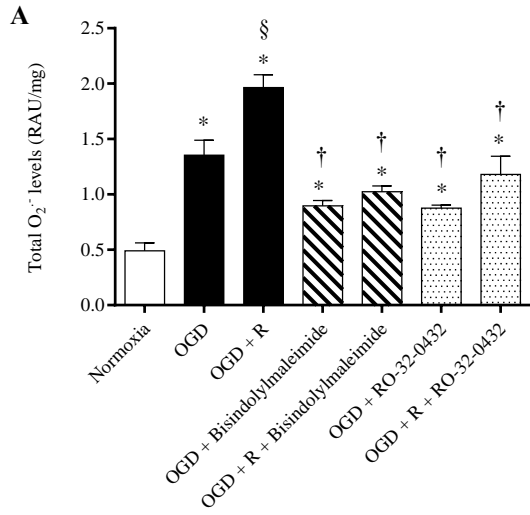 A
Total O₂·⁻ levels (RAU/mg)
2.5
2.0
1.5
1.0
0.5
0.0
*
§
*
†
*
†
*
†
*
†
*
Normoxia
OGD
OGD + R
OGD + Bisindolylmaleimide
OGD + R + Bisindolylmaleimide
OGD + RO-32-0432
OGD + R + RO-32-0432